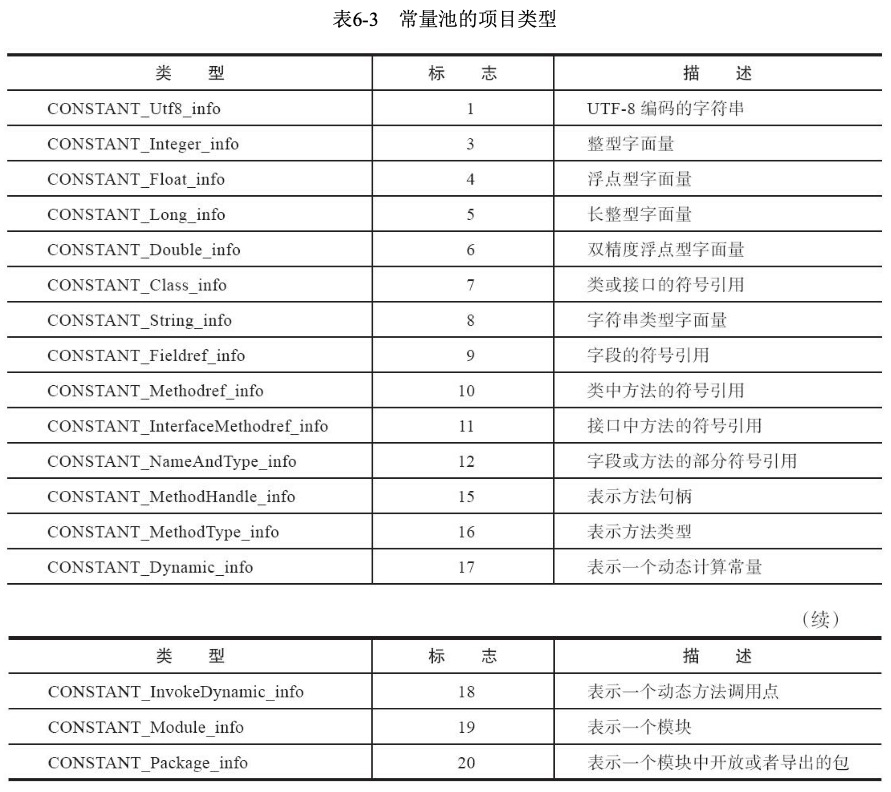 表6-3 常量池的项目类型
类 型 标 志 描 述
CONSTANT_Utf8_info 1 UTF-8 编码的字符串
CONSTANT_Integer_info 3 整型字面量
CONSTANT_Float_info 4 浮点型字面量
CONSTANT_Long_info 5 长整型字面量
CONSTANT_Double_info 6 双精度浮点型字面量
CONSTANT_Class_info 7 类或接口的符号引用
CONSTANT_String_info 8 字符串类型字面量
CONSTANT_Fieldref_info 9 字段的符号引用
CONSTANT_Methodref_info 10 类中方法的符号引用
CONSTANT_InterfaceMethodref_info 11 接口中方法的符号引用
CONSTANT_NameAndType_info 12 字段或方法的部分符号引用
CONSTANT_MethodHandle_info 15 表示方法句柄
CONSTANT_MethodType_info 16 表示方法类型
CONSTANT_Dynamic_info 17 表示一个动态计算常量
（续）
类 型 标 志 描 述
CONSTANT_InvokeDynamic_info 18 表示一个动态方法调用点
CONSTANT_Module_info 19 表示一个模块
CONSTANT_Package_info 20 表示一个模块中开放或者导出的包